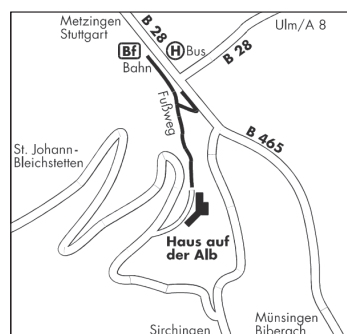 Metzingen
Stuttgart
B 28
Ulm/A 8
Bf
H
Bus
B 28
Bahn
Fußweg
St. Johann-
Bleichstetten
B 465
Haus auf
der Alb
Sirchingen
Münsingen
Biberach